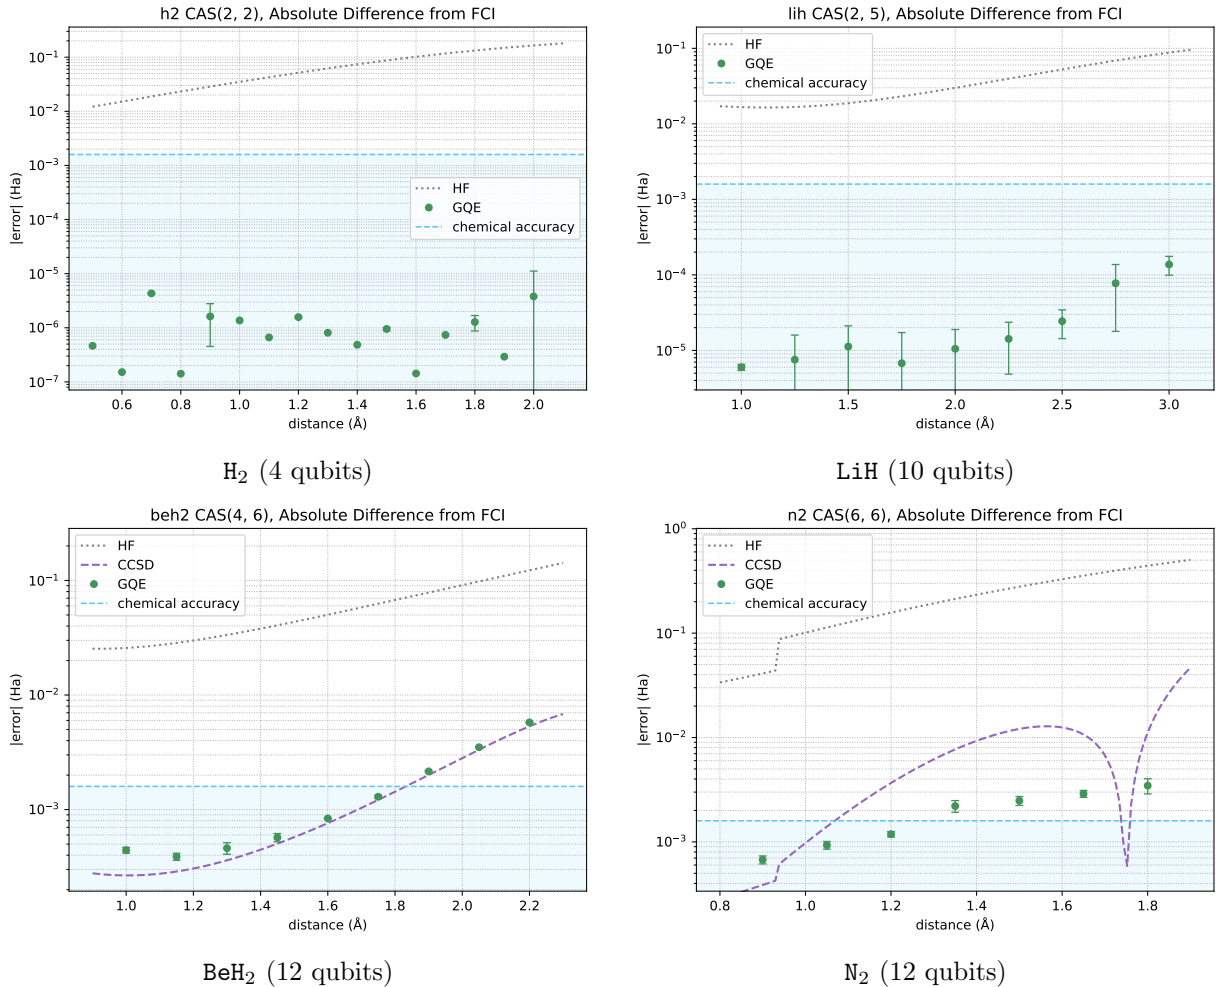 h2 CAS(2, 2), Absolute Difference from FCI
|error| (Ha)
10⁻¹
10⁻²
10⁻³
10⁻⁴
10⁻⁵
10⁻⁶
10⁻⁷
HF
GQE
chemical accuracy
0.6 0.8 1.0 1.2 1.4 1.6 1.8 2.0
distance (Å)
H₂ (4 qubits)
lih CAS(2, 5), Absolute Difference from FCI
|error| (Ha)
10⁻¹
10⁻²
10⁻³
10⁻⁴
10⁻⁵
HF
GQE
chemical accuracy
1.0 1.5 2.0 2.5 3.0
distance (Å)
LiH (10 qubits)
beh2 CAS(4, 6), Absolute Difference from FCI
|error| (Ha)
10⁻¹
10⁻²
10⁻³
HF
CCSD
GQE
chemical accuracy
1.0 1.2 1.4 1.6 1.8 2.0 2.2
distance (Å)
BeH₂ (12 qubits)
n2 CAS(6, 6), Absolute Difference from FCI
|error| (Ha)
10⁰
10⁻¹
10⁻²
10⁻³
HF
CCSD
GQE
chemical accuracy
0.8 1.0 1.2 1.4 1.6 1.8
distance (Å)
N₂ (12 qubits)